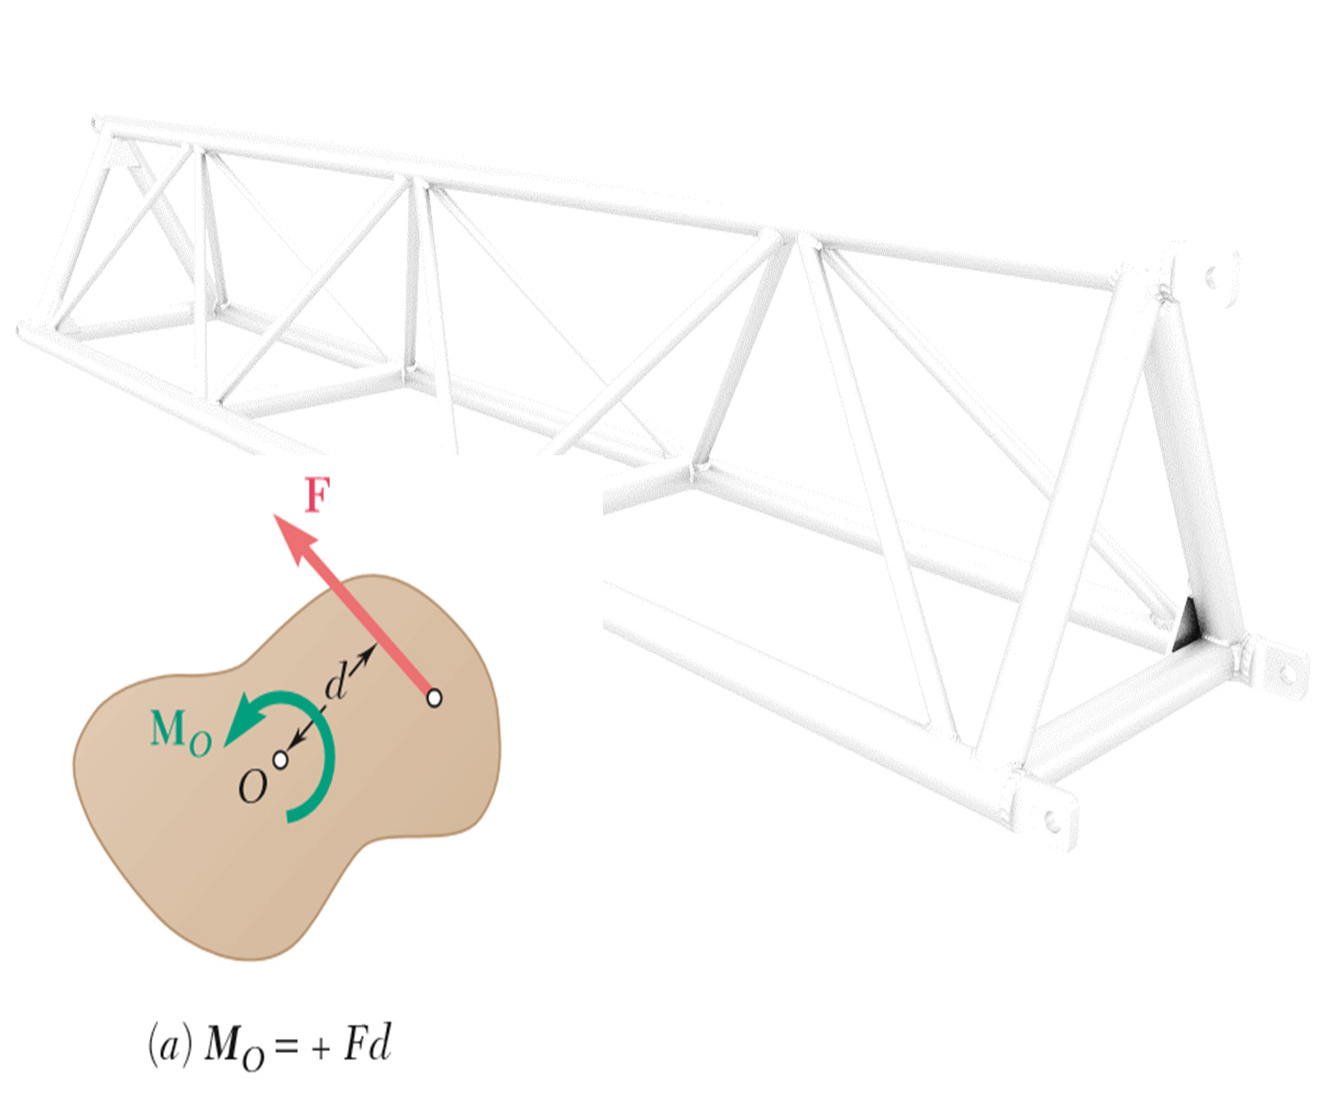 F
d
M_O
O
(a) M_O = + Fd